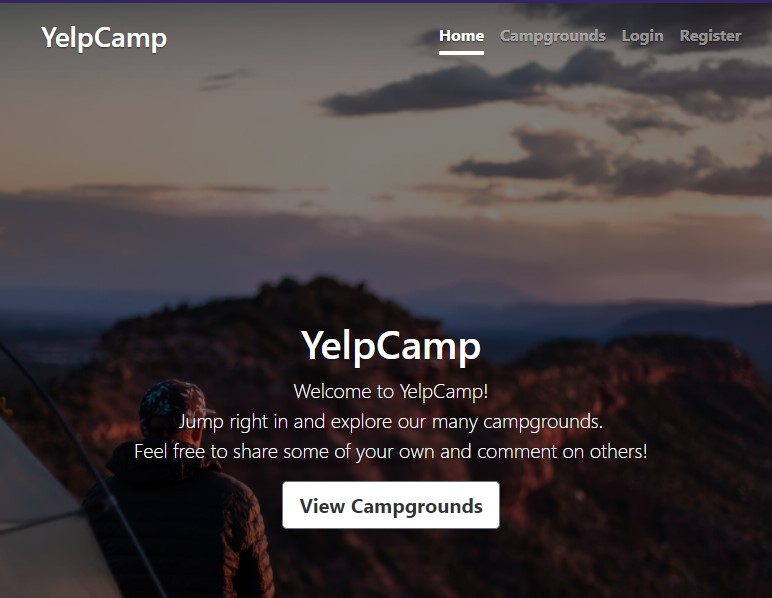 YelpCamp
Home Campgrounds Login Register
YelpCamp
Welcome to YelpCamp!
Jump right in and explore our many campgrounds.
Feel free to share some of your own and comment on others!
View Campgrounds